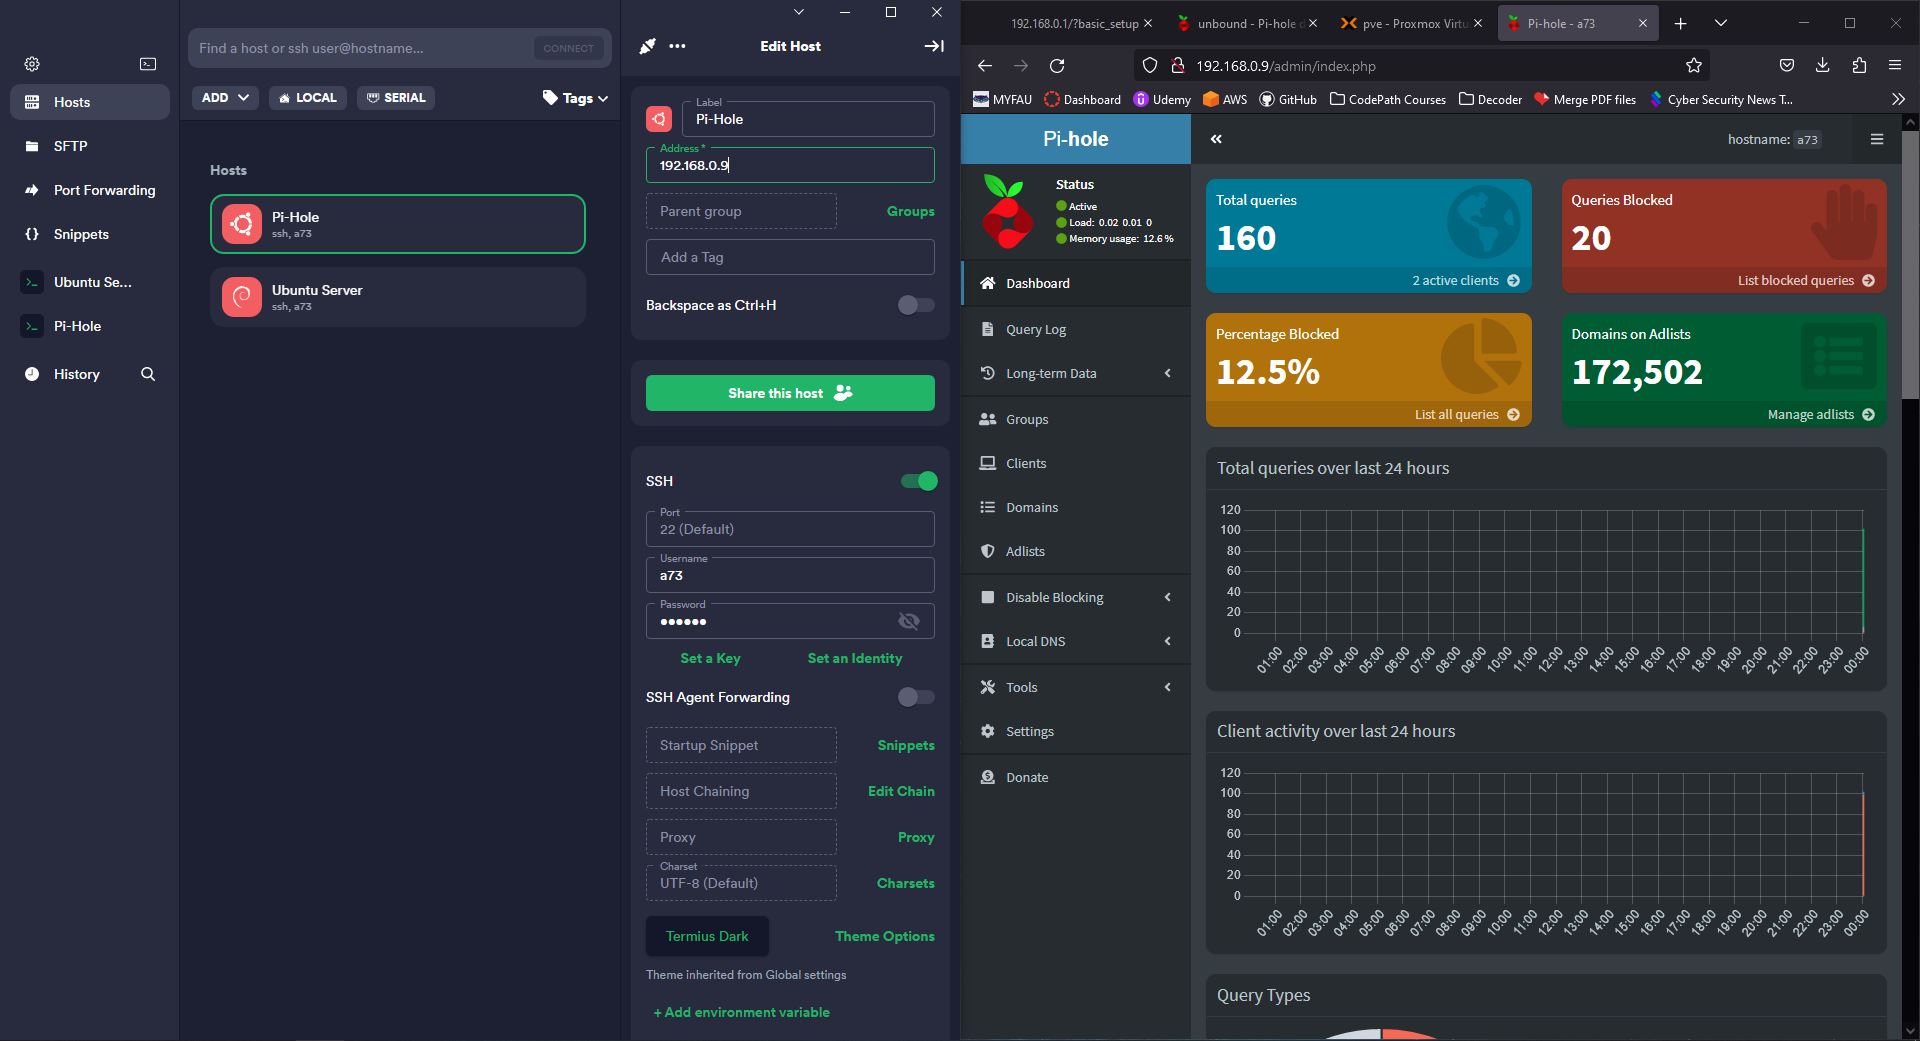 Hosts
SFTP
Port Forwarding
Snippets
Ubuntu Se...
Pi-Hole
History
Find a host or ssh user@hostname...
CONNECT
ADD
LOCAL
SERIAL
Tags
Hosts
Pi-Hole
ssh, a73
Ubuntu Server
ssh, a73
Edit Host
Label
Pi-Hole
Address *
192.168.0.9
Parent group
Groups
Add a Tag
Backspace as Ctrl+H
Share this host
SSH
Port
22 (Default)
Username
a73
Password
••••••
Set a Key
Set an Identity
SSH Agent Forwarding
Startup Snippet
Snippets
Host Chaining
Edit Chain
Proxy
Proxy
Charset
UTF-8 (Default)
Charsets
Termius Dark
Theme Options
Theme inherited from Global settings
+ Add environment variable
192.168.0.1/?basic_setup
unbound - Pi-hole d
pve - Proxmox Virtu
Pi-hole - a73
192.168.0.9/admin/index.php
MYFAU
Dashboard
Udemy
AWS
GitHub
CodePath Courses
Decoder
Merge PDF files
Cyber Security News T...
Pi-hole
hostname: a73
Status
Active
Load: 0.02 0.01 0
Memory usage: 12.6 %
Dashboard
Query Log
Long-term Data
Groups
Clients
Domains
Adlists
Disable Blocking
Local DNS
Tools
Settings
Donate
Total queries
160
2 active clients
Queries Blocked
20
List blocked queries
Percentage Blocked
12.5%
List all queries
Domains on Adlists
172,502
Manage adlists
Total queries over last 24 hours
120
100
80
60
40
20
0
01:00 02:00 03:00 04:00 05:00 06:00 07:00 08:00 09:00 10:00 11:00 12:00 13:00 14:00 15:00 16:00 17:00 18:00 19:00 20:00 21:00 22:00 23:00 00:00
Client activity over last 24 hours
120
100
80
60
40
20
0
01:00 02:00 03:00 04:00 05:00 06:00 07:00 08:00 09:00 10:00 11:00 12:00 13:00 14:00 15:00 16:00 17:00 18:00 19:00 20:00 21:00 22:00 23:00 00:00
Query Types